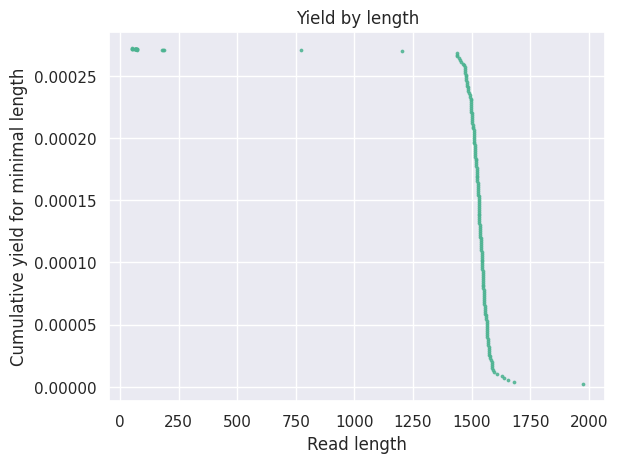 Yield by length
Cumulative yield for minimal length
0.00025
0.00020
0.00015
0.00010
0.00005
0.00000
0 250 500 750 1000 1250 1500 1750 2000
Read length